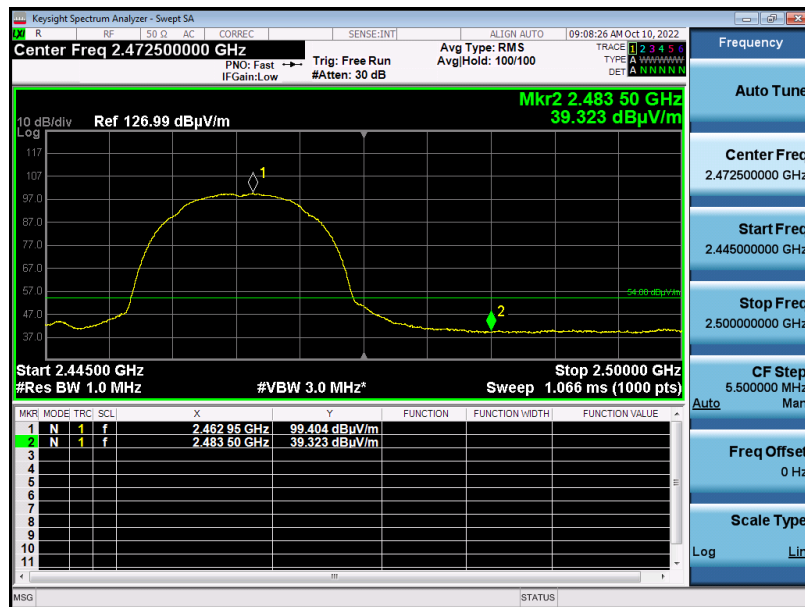 Keysight Spectrum Analyzer - Swept SA
LXI R RF 50 Ω AC CORREC SENSE:INT ALIGN AUTO 09:08:26 AM Oct 10, 2022
Center Freq 2.472500000 GHz
PNO: Fast
IFGain:Low
Trig: Free Run
#Atten: 30 dB
Avg Type: RMS
Avg|Hold: 100/100
TRACE 1 2 3 4 5 6
TYPE A WWWWW
DET A N N N N N
Mkr2 2.483 50 GHz
39.323 dBµV/m
10 dB/div Ref 126.99 dBµV/m
Log
117
107
97.0
87.0
77.0
67.0
57.0
47.0
37.0
1
2
54.00 dBµV/m
Start 2.44500 GHz Stop 2.50000 GHz
#Res BW 1.0 MHz #VBW 3.0 MHz* Sweep 1.066 ms (1000 pts)
MKR MODE TRC SCL X Y FUNCTION FUNCTION WIDTH FUNCTION VALUE
1 N 1 f 2.462 95 GHz 99.404 dBµV/m
2 N 1 f 2.483 50 GHz 39.323 dBµV/m
3
4
5
6
7
8
9
10
11
MSG STATUS
Frequency
Auto Tune
Center Freq
2.472500000 GHz
Start Freq
2.445000000 GHz
Stop Freq
2.500000000 GHz
CF Step
5.500000 MHz
Auto Man
Freq Offset
0 Hz
Scale Type
Log Lin